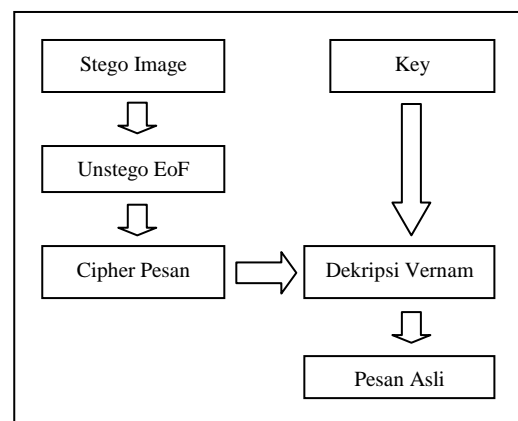 Stego Image
Key
Unstego EoF
Cipher Pesan
Dekripsi Vernam
Pesan Asli